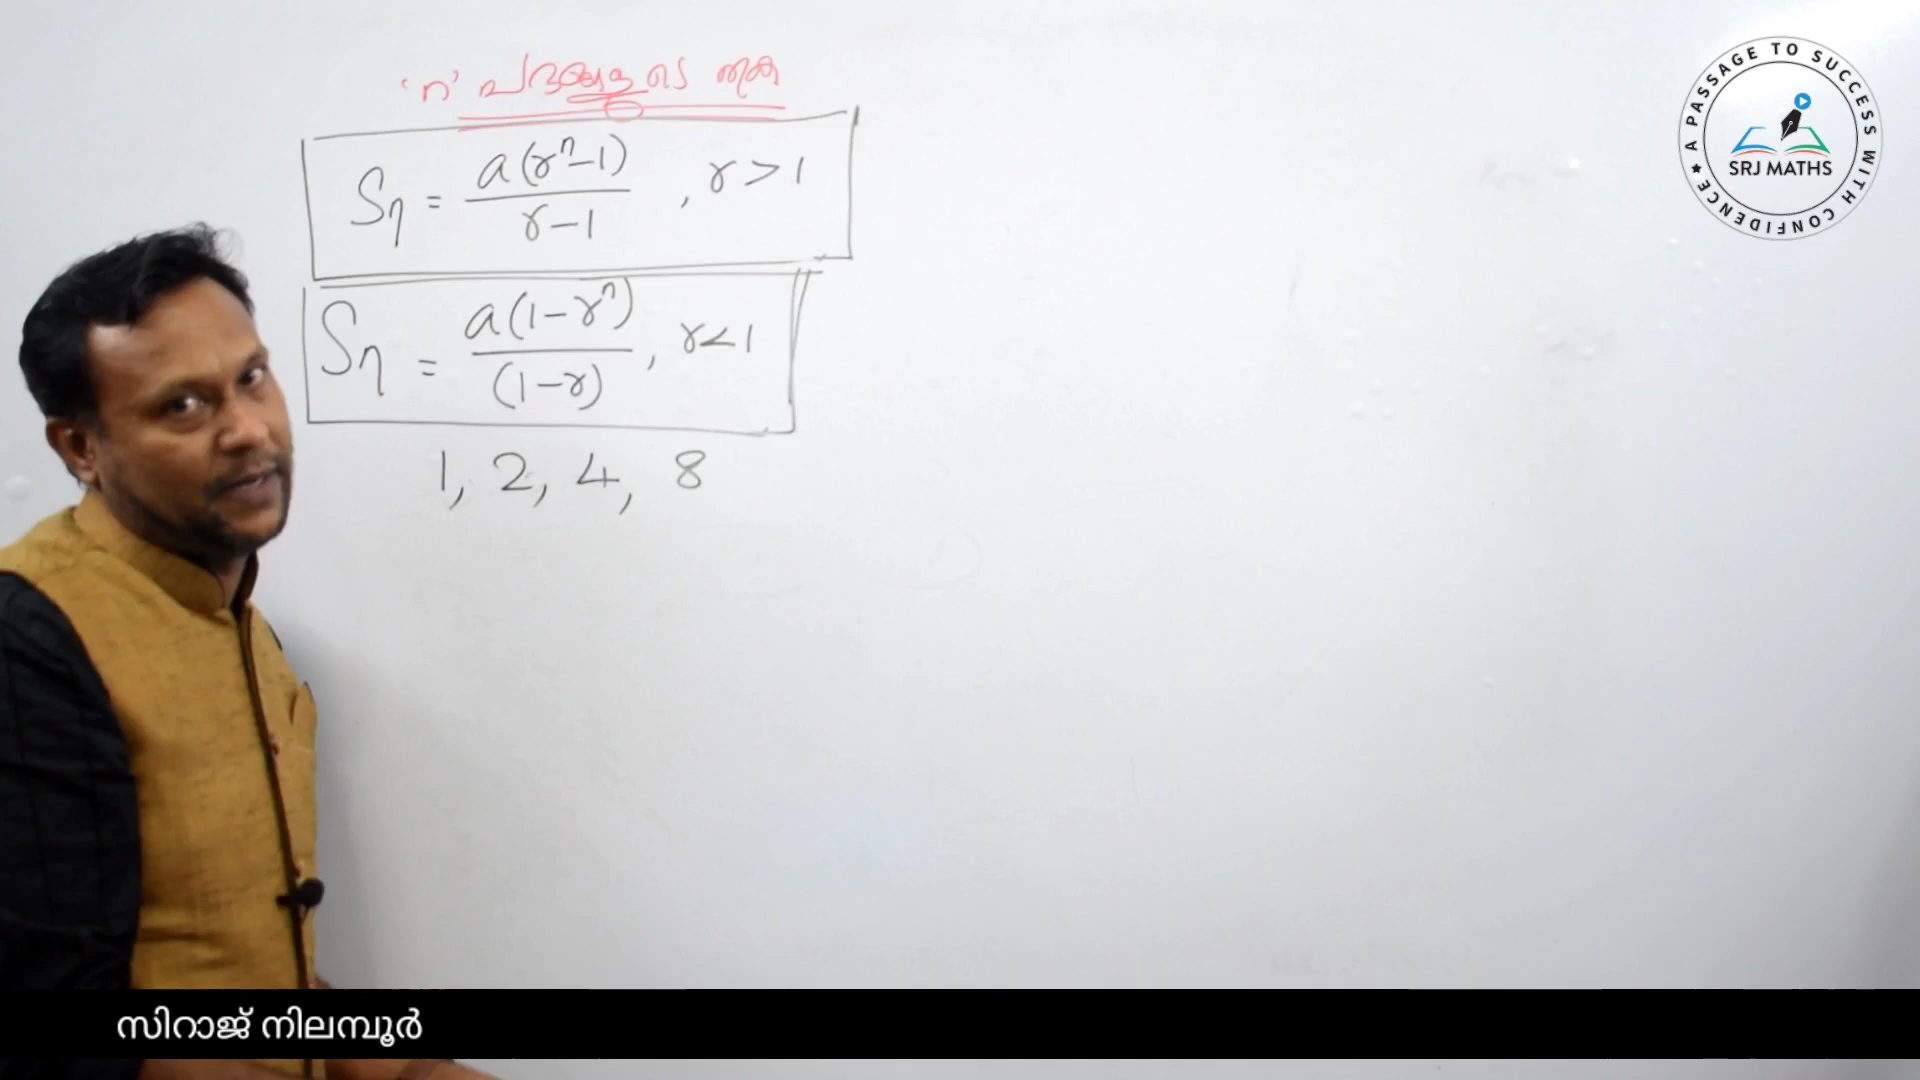 'n' പദങ്ങളുടെ തുക
Sn = a(r^n-1) / r-1 , r > 1
Sn = a(1-r^n) / (1-r) , r < 1
1, 2, 4, 8
A PASSAGE TO SUCCESS WITH CONFIDENCE
SRJ MATHS
സിറാജ് നിലമ്പൂർ